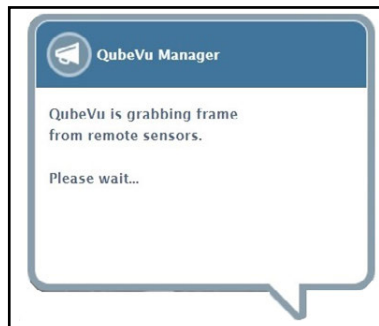 QubeVu Manager
QubeVu is grabbing frame
from remote sensors.
Please wait...